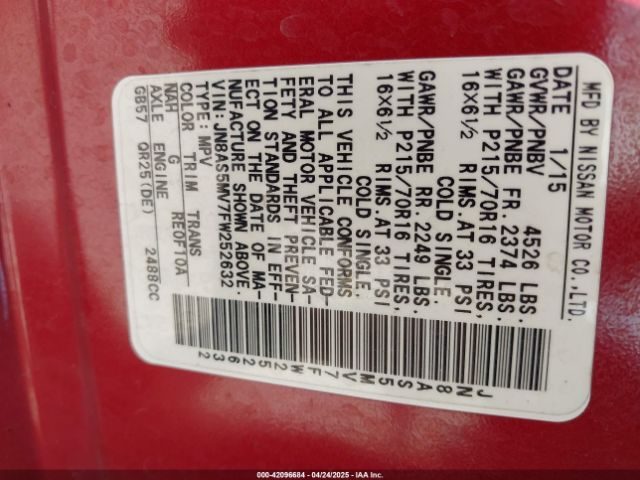 MFD BY NISSAN MOTOR CO.,LTD.
DATE 1/15
GVWR/PNBV 4526 LBS.
GAWR/PNBE FR. 2374 LBS.
WITH P215/70R16 TIRES,
16X6½ RIMS.AT 33 PSI
COLD SINGLE.
GAWR/PNBE RR. 2249 LBS.
WITH P215/70R16 TIRES,
16X6½ RIMS.AT 33 PSI
COLD SINGLE.
THIS VEHICLE CONFORMS
TO ALL APPLICABLE FED-
ERAL MOTOR VEHICLE SA-
FETY AND THEFT PREVEN-
TION STANDARDS IN EFF-
ECT ON THE DATE OF MA-
NUFACTURE SHOWN ABOVE.
VIN:JN8AS5MV7FW252632
TYPE:MPV
COLOR TRIM TRANS
NAH G RE0F10A
AXLE ENGINE
GB57 QR25(DE) 2488CC
JN8AS5MV7FW252632
000-42096684 - 04/24/2025 - IAAI.COM